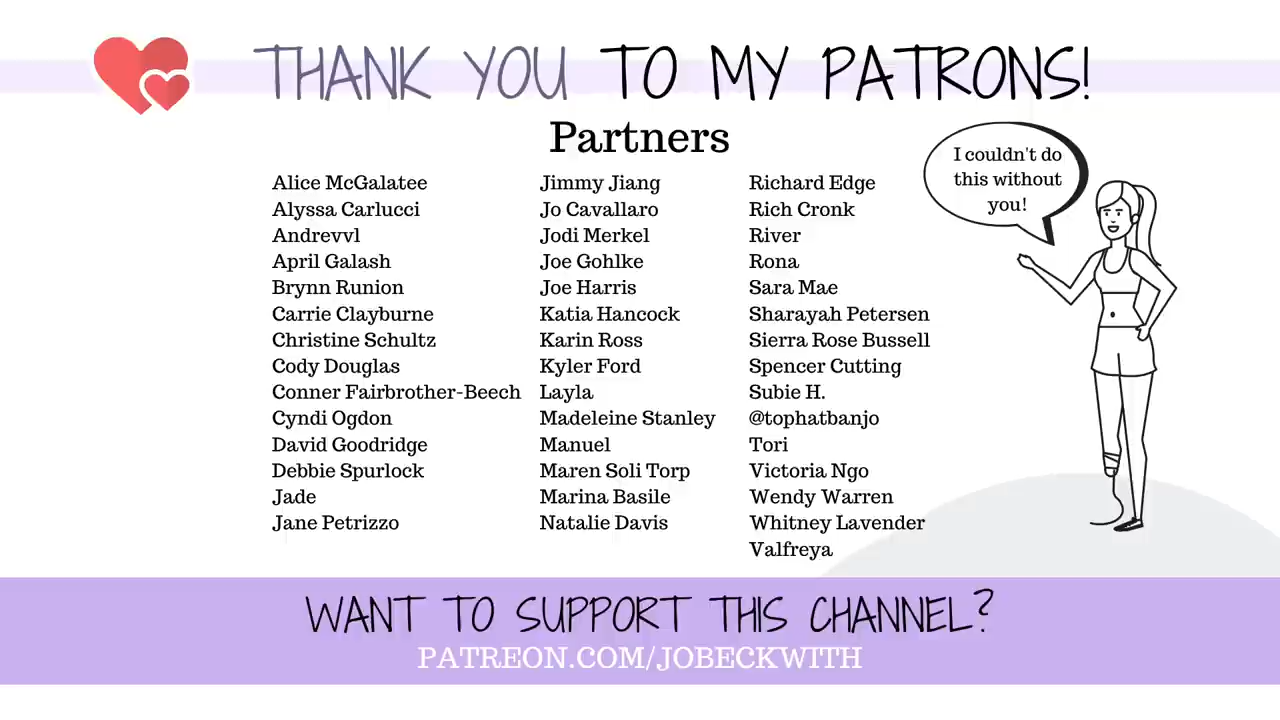 THANK YOU TO MY PATRONS!
Partners
Alice McGalatee
Alyssa Carlucci
Andrevvl
April Galash
Brynn Runion
Carrie Clayburne
Christine Schultz
Cody Douglas
Conner Fairbrother-Beech
Cyndi Ogdon
David Goodridge
Debbie Spurlock
Jade
Jane Petrizzo
Jimmy Jiang
Jo Cavallaro
Jodi Merkel
Joe Gohlke
Joe Harris
Katia Hancock
Karin Ross
Kyler Ford
Layla
Madeleine Stanley
Manuel
Maren Soli Torp
Marina Basile
Natalie Davis
Richard Edge
Rich Cronk
River
Rona
Sara Mae
Sharayah Petersen
Sierra Rose Bussell
Spencer Cutting
Subie H.
@tophatbanjo
Tori
Victoria Ngo
Wendy Warren
Whitney Lavender
Valfreya
I couldn't do
this without
you!
WANT TO SUPPORT THIS CHANNEL?
PATREON.COM/JOBECKWITH